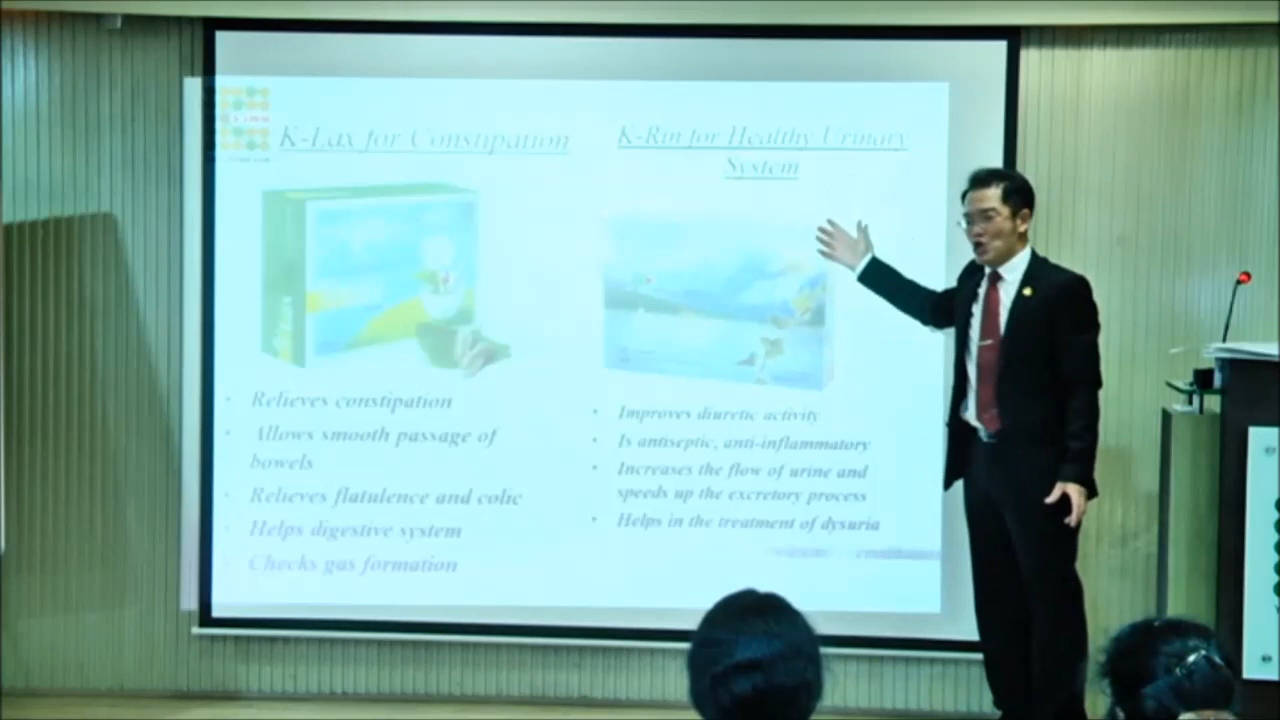 K-Lax for Constipation
Relieves constipation
Allows smooth passage of
bowels
Relieves flatulence and colic
Helps digestive system
Checks gas formation
K-Rin for Healthy Urinary
System
Improves diuretic activity
Is antiseptic, anti-inflammatory
Increases the flow of urine and
speeds up the excretory process
Helps in the treatment of dysuria